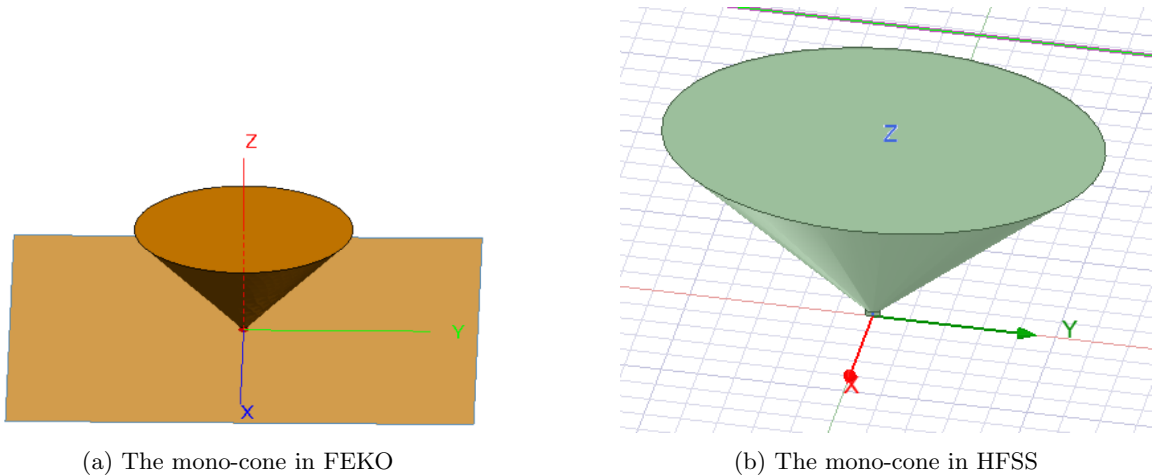 Z
Y
X
(a) The mono-cone in FEKO
Z
Y
X
(b) The mono-cone in HFSS